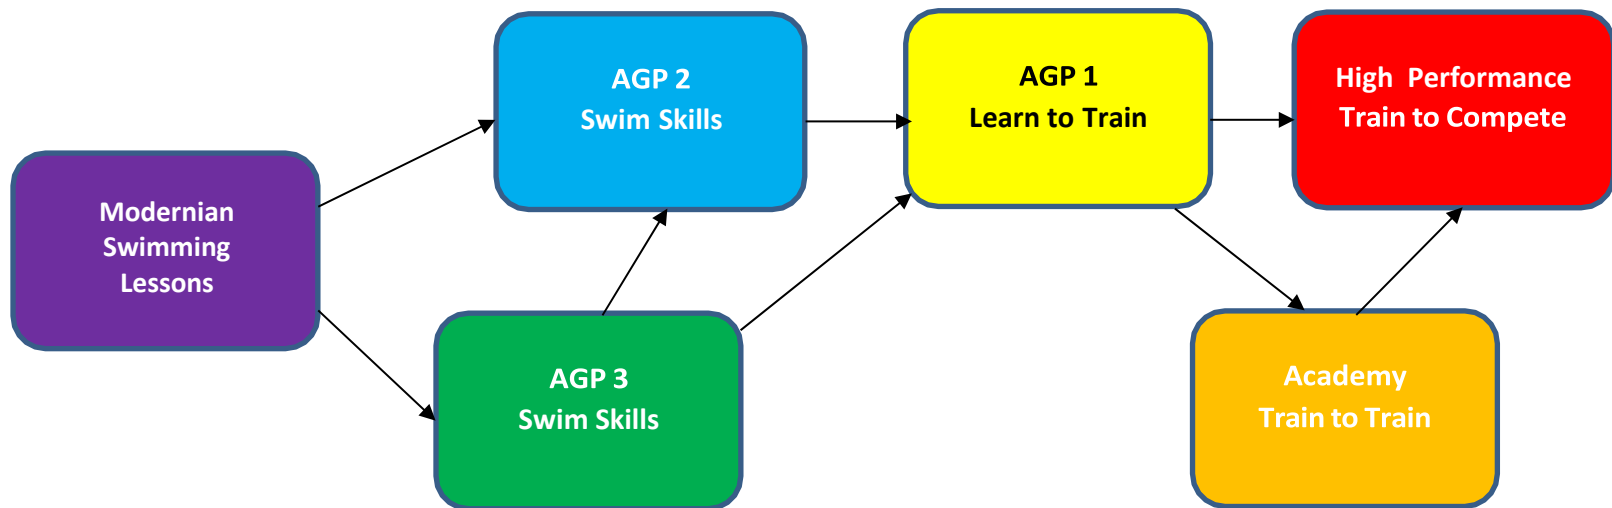 Modernian
Swimming
Lessons
AGP 2
Swim Skills
AGP 3
Swim Skills
AGP 1
Learn to Train
High Performance
Train to Compete
Academy
Train to Train